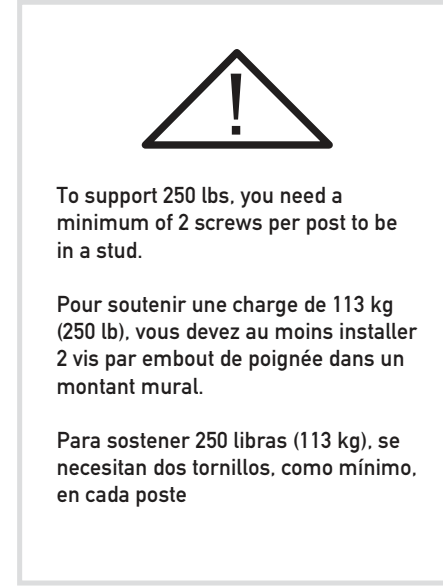 To support 250 lbs, you need a
minimum of 2 screws per post to be
in a stud.
Pour soutenir une charge de 113 kg
(250 lb), vous devez au moins installer
2 vis par embout de poignée dans un
montant mural.
Para sostener 250 libras (113 kg), se
necesitan dos tornillos, como mínimo,
en cada poste